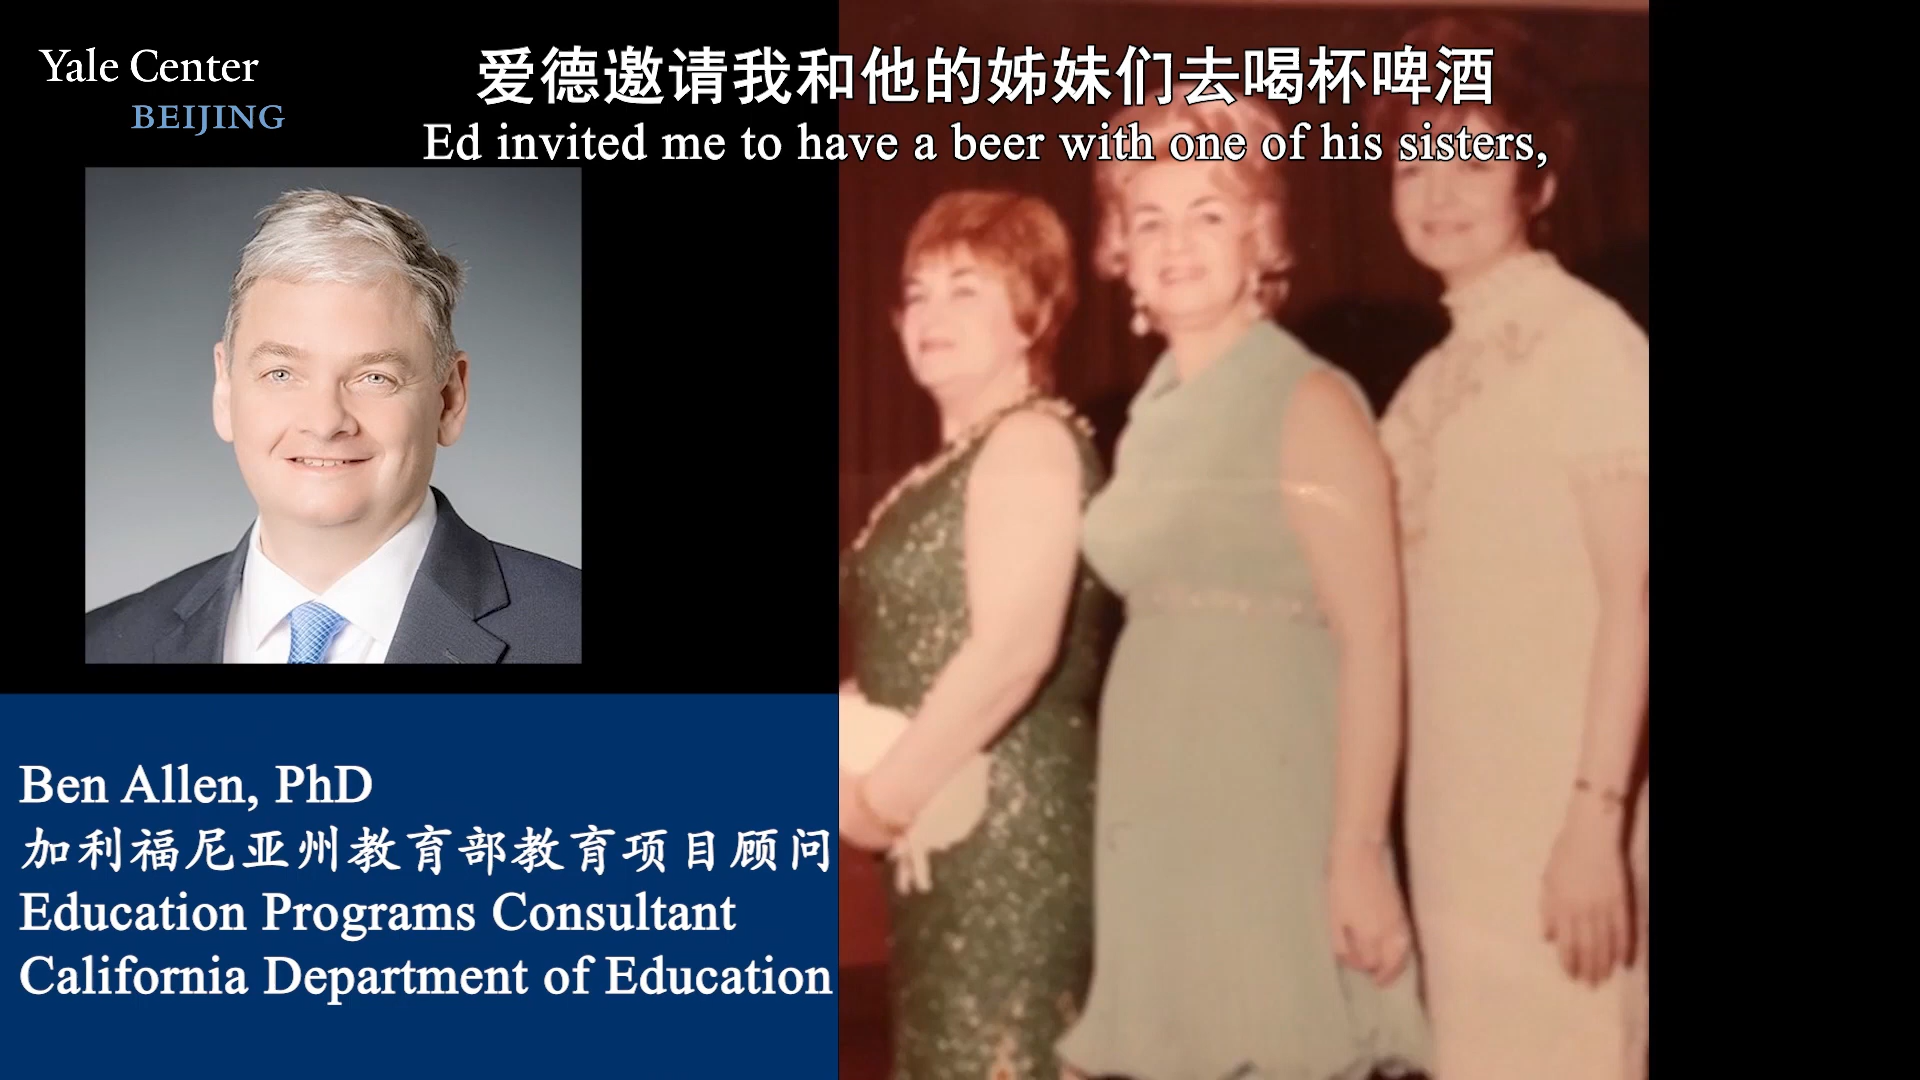 Yale Center
BEIJING
爱德邀请我和他的姊妹们去喝杯啤酒
Ed invited me to have a beer with one of his sisters,
Ben Allen, PhD
加利福尼亚州教育部教育项目顾问
Education Programs Consultant
California Department of Education